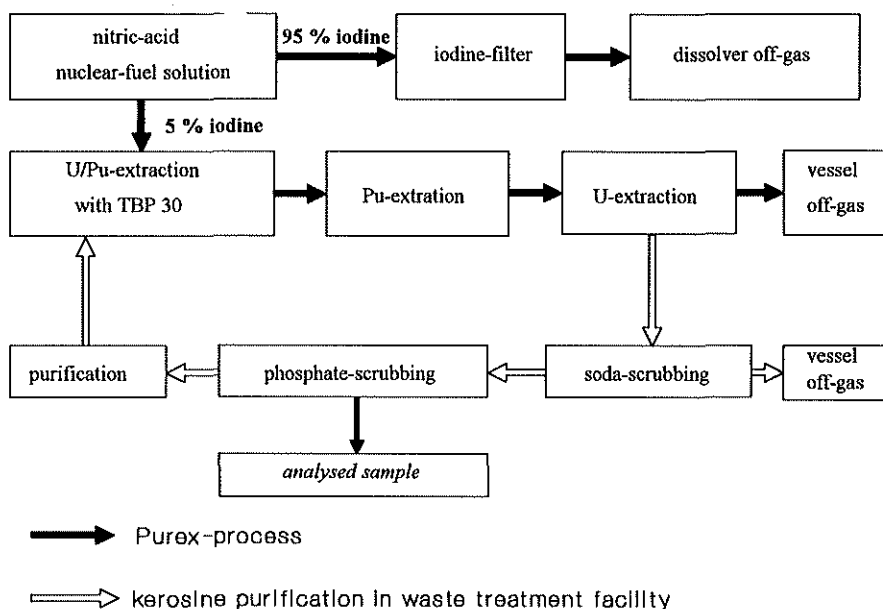 nitric-acid
nuclear-fuel solution
95 % iodine
iodine-filter
dissolver off-gas
5 % iodine
U/Pu-extraction
with TBP 30
Pu-extration
U-extraction
vessel
off-gas
purification
phosphate-scrubbing
soda-scrubbing
vessel
off-gas
analysed sample
Purex-process
kerosine purification in waste treatment facility